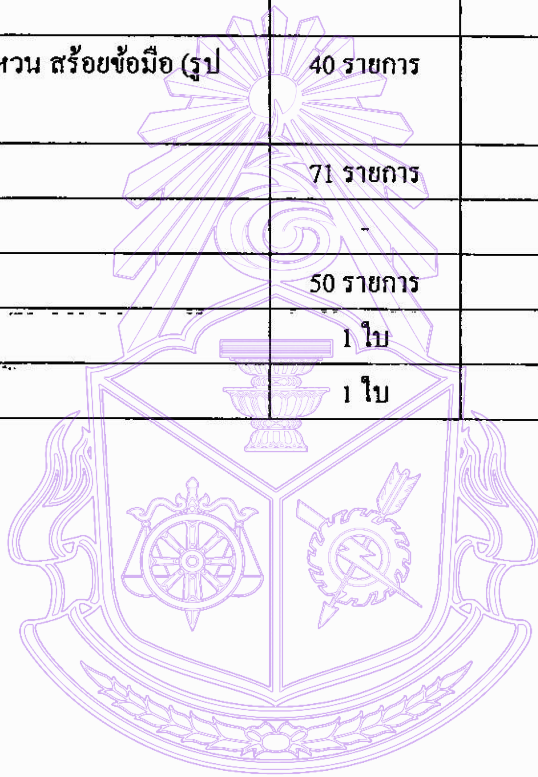 หวน สร้อยข้อมือ (รูป 40 รายการ
71 รายการ
-
50 รายการ
1 ใบ
1 ใบ